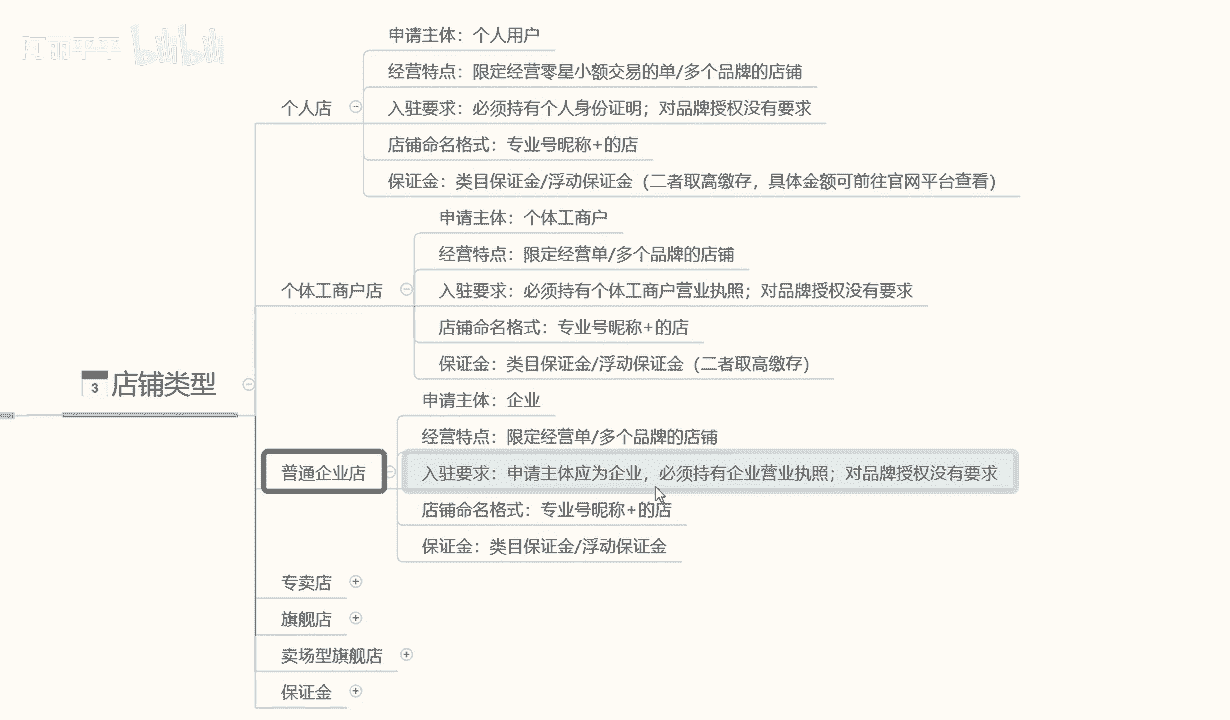 阿丽平平 bilibili
申请主体：个人用户
经营特点：限定经营零星小额交易的单/多个品牌的店铺
个人店
入驻要求：必须持有个人身份证明；对品牌授权没有要求
店铺命名格式：专业号昵称+的店
保证金：类目保证金/浮动保证金（二者取高缴存，具体金额可前往官网平台查看）
申请主体：个体工商户
经营特点：限定经营单/多个品牌的店铺
个体工商户店
入驻要求：必须持有个体工商户营业执照；对品牌授权没有要求
店铺命名格式：专业号昵称+的店
保证金：类目保证金/浮动保证金（二者取高缴存）
3 店铺类型
申请主体：企业
经营特点：限定经营单/多个品牌的店铺
普通企业店
入驻要求：申请主体应为企业，必须持有企业营业执照；对品牌授权没有要求
店铺命名格式：专业号昵称+的店
保证金：类目保证金/浮动保证金
专卖店
旗舰店
卖场型旗舰店
保证金